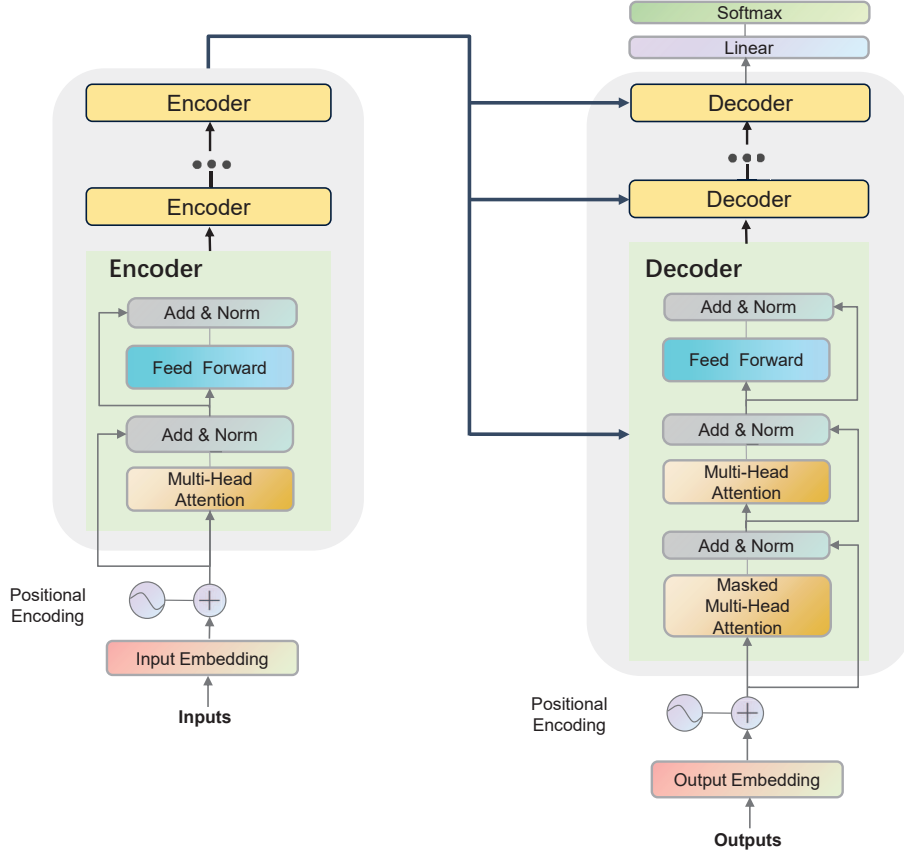 Encoder
Encoder
Encoder
Add & Norm
Feed Forward
Add & Norm
Multi-Head
Attention
Positional
Encoding
Input Embedding
Inputs
Softmax
Linear
Decoder
Decoder
Decoder
Add & Norm
Feed Forward
Add & Norm
Multi-Head
Attention
Add & Norm
Masked
Multi-Head
Attention
Positional
Encoding
Output Embedding
Outputs